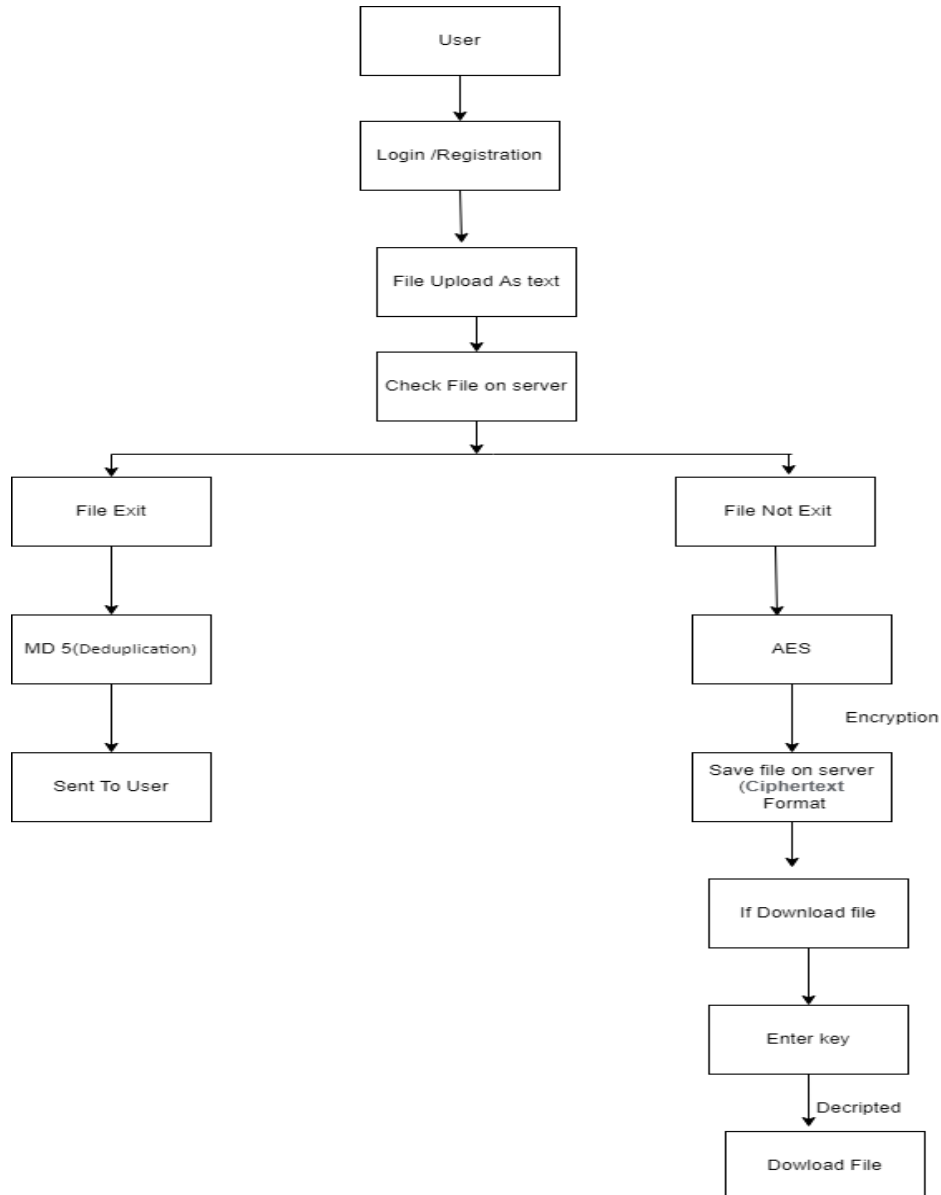 User
Login /Registration
File Upload As text
Check File on server
File Exit
File Not Exit
MD 5(Deduplication)
AES
Encryption
Sent To User
Save file on server
(Ciphertext
Format
If Download file
Enter key
Decripted
Dowload File